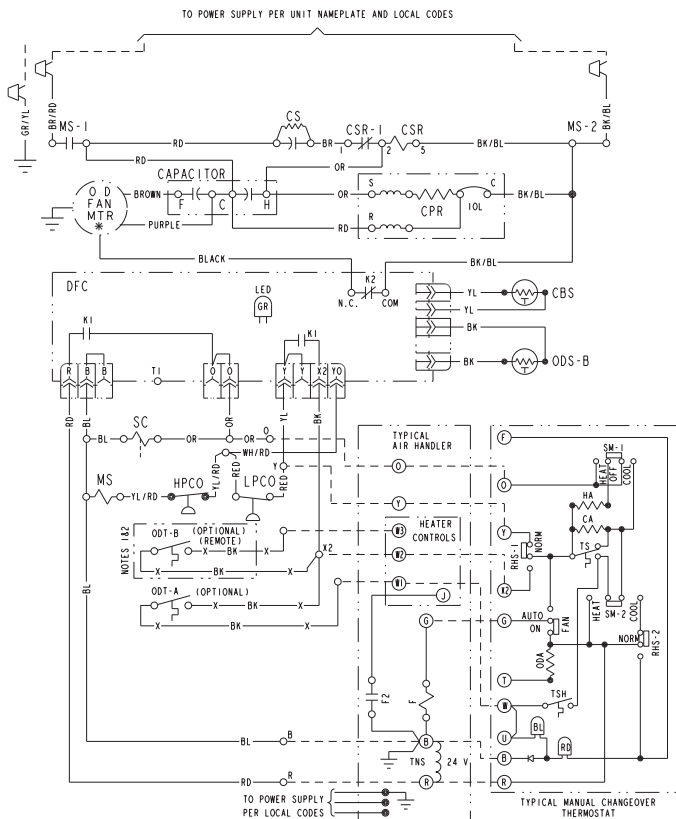 TO POWER SUPPLY PER UNIT NAMEPLATE AND LOCAL CODES
GR/YL
BR/RD
BK/BL
MS-1
RD
CS
BR
1
CSR-1
2
CSR
5
BK/BL
MS-2
RD
OR
CAPACITOR
O D
FAN
MTR
*
BROWN
F
C
H
OR
S
C
CPR
IOL
BK/BL
PURPLE
RD
R
BLACK
BK/BL
DFC
LED
GR
K2
N.C.
COM
YL
CBS
YL
BK
BK
ODS-B
K1
K1
R
B
B
T1
O
O
Y
Y
X2
YO
RD
BL
OR
YL
BK
SC
BL
OR
OR
O
WH/RD
Y
MS
YL/RD
HPCO
YL/RD
RED
LPCO
RED
NOTES 1&2
ODT-B
(OPTIONAL)
(REMOTE)
X
BK
X
X
BK
X
X2
ODT-A
(OPTIONAL)
X
BK
X
X
BK
X
BL
BL
B
RD
R
TYPICAL
AIR HANDLER
O
Y
W3
HEATER
CONTROLS
W2
W1
J
G
F2
F
B
TNS
24 V
R
TO POWER SUPPLY
PER LOCAL CODES
F
SM-1
HEAT
OFF
COOL
O
HA
CA
Y
NORM
RHS-1
TS
X2
G
AUTO
ON
FAN
HEAT
SM-2
COOL
NORM
RHS-2
ODA
T
W
TSH
U
BL
B
RD
R
TYPICAL MANUAL CHANGEOVER
THERMOSTAT